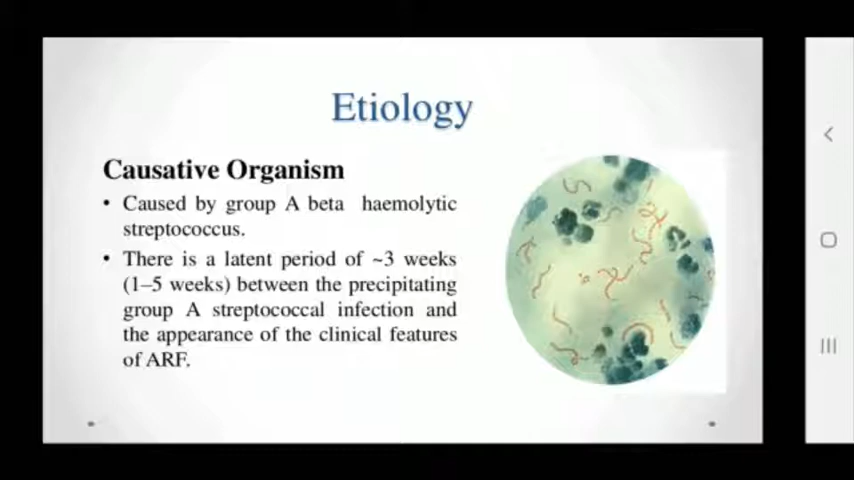 Etiology
Causative Organism
• Caused by group A beta haemolytic
streptococcus.
• There is a latent period of ~3 weeks
(1–5 weeks) between the precipitating
group A streptococcal infection and
the appearance of the clinical features
of ARF.